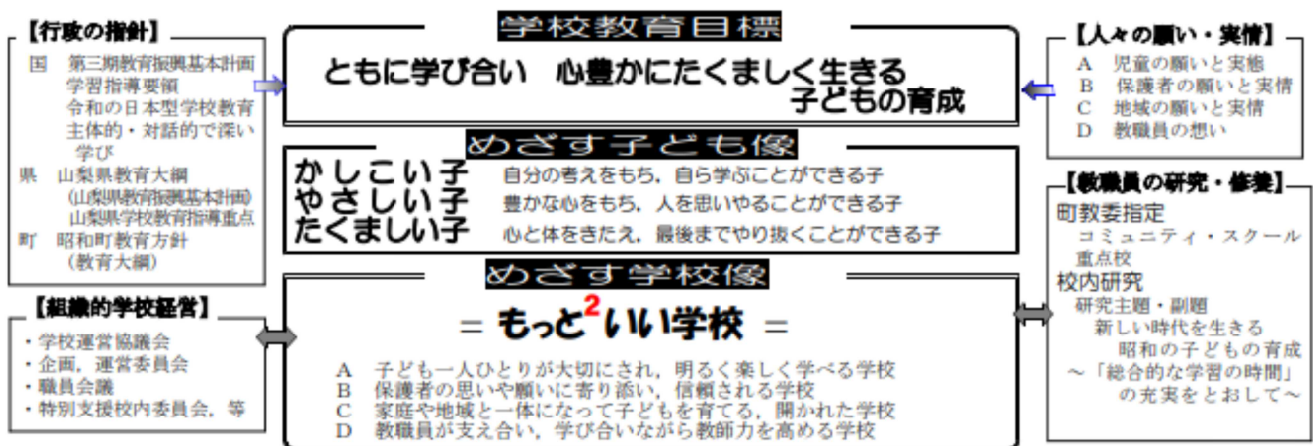 【行政の指針】
国 第三期教育振興基本計画
学習指導要領
令和の日本型学校教育
主体的・対話的で深い
学び
県 山梨県教育大綱
(山梨県教育振興基本計画)
山梨県学校教育指導重点
町 昭和町教育方針
(教育大綱)
【組織的学校経営】
・学校運営協議会
・企画，運営委員会
・職員会議
・特別支援校内委員会，等
学校教育目標
ともに学び合い 心豊かにたくましく生きる
子どもの育成
めざす子ども像
かしこい子 自分の考えをもち，自ら学ぶことができる子
やさしい子 豊かな心をもち，人を思いやることができる子
たくましい子 心と体をきたえ，最後までやり抜くことができる子
めざす学校像
＝ もっと²いい学校 ＝
A 子ども一人ひとりが大切にされ，明るく楽しく学べる学校
B 保護者の思いや願いに寄り添い，信頼される学校
C 家庭や地域と一体になって子どもを育てる，開かれた学校
D 教職員が支え合い，学び合いながら教師力を高める学校
【人々の願い・実情】
A 児童の願いと実態
B 保護者の願いと実情
C 地域の願いと実情
D 教職員の想い
【教職員の研究・修養】
町教委指定
コミュニティ・スクール
重点校
校内研究
研究主題・副題
新しい時代を生きる
昭和の子どもの育成
～「総合的な学習の時間」
の充実をとおして～